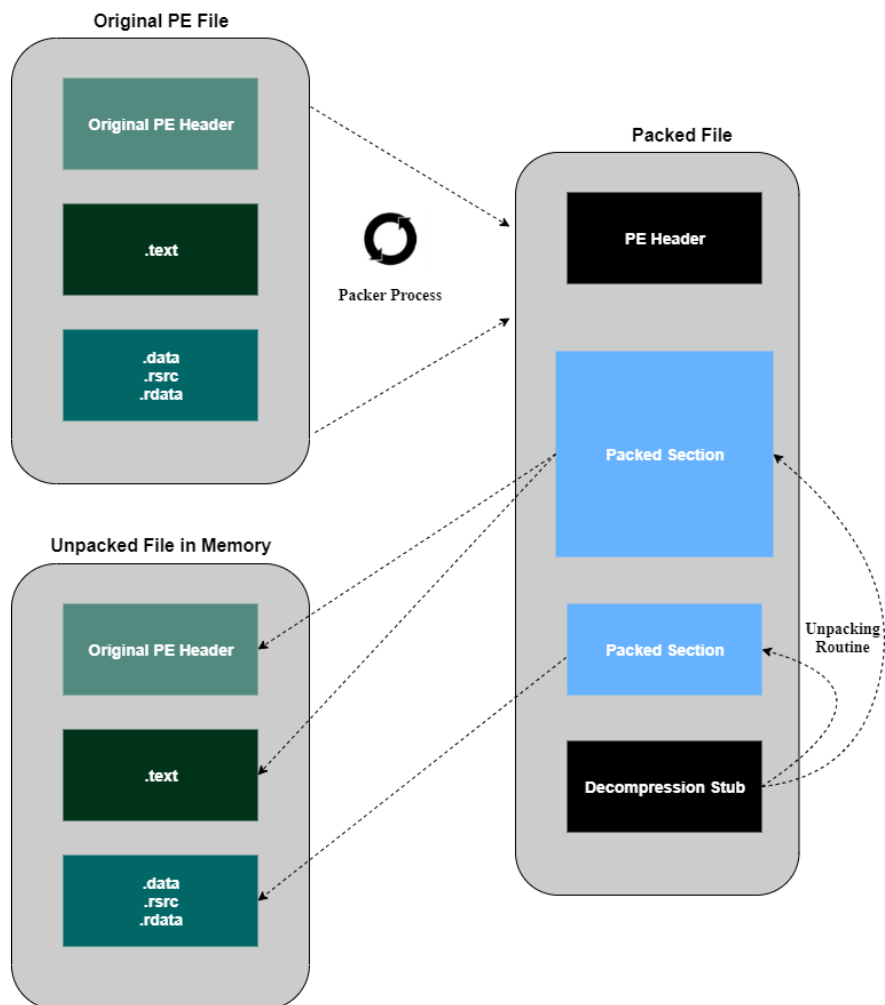 Original PE File
Original PE Header
.text
.data
.rsrc
.rdata
Packer Process
Packed File
PE Header
Packed Section
Packed Section
Decompression Stub
Unpacking
Routine
Unpacked File in Memory
Original PE Header
.text
.data
.rsrc
.rdata